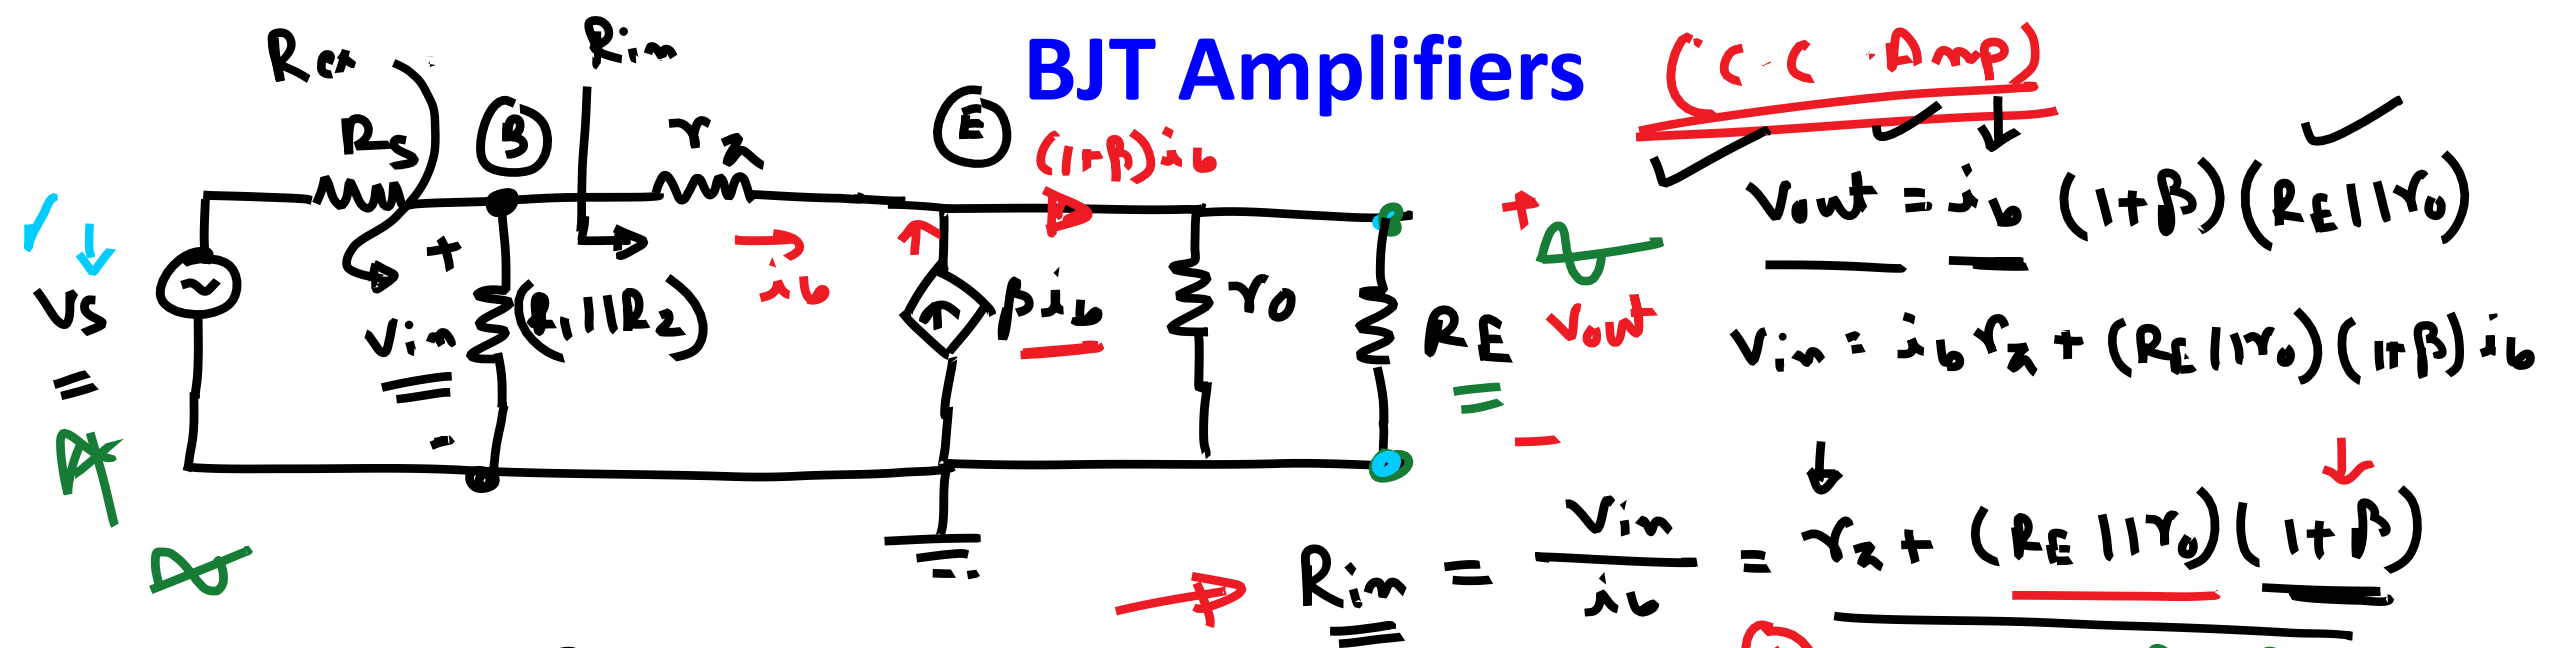 BJT Amplifiers
(C.C.Amp)
Rex
Rin
Rs
B
rπ
E
(1+β)ib
vout = ib (1+β)(RE||ro)
vs
+
vin
-
(R1||R2)
ib
βib
ro
RE
+
vout
-
vin = ib rπ + (RE||ro)(1+β)ib
Rin = vin / ib = rπ + (RE||ro)(1+β)